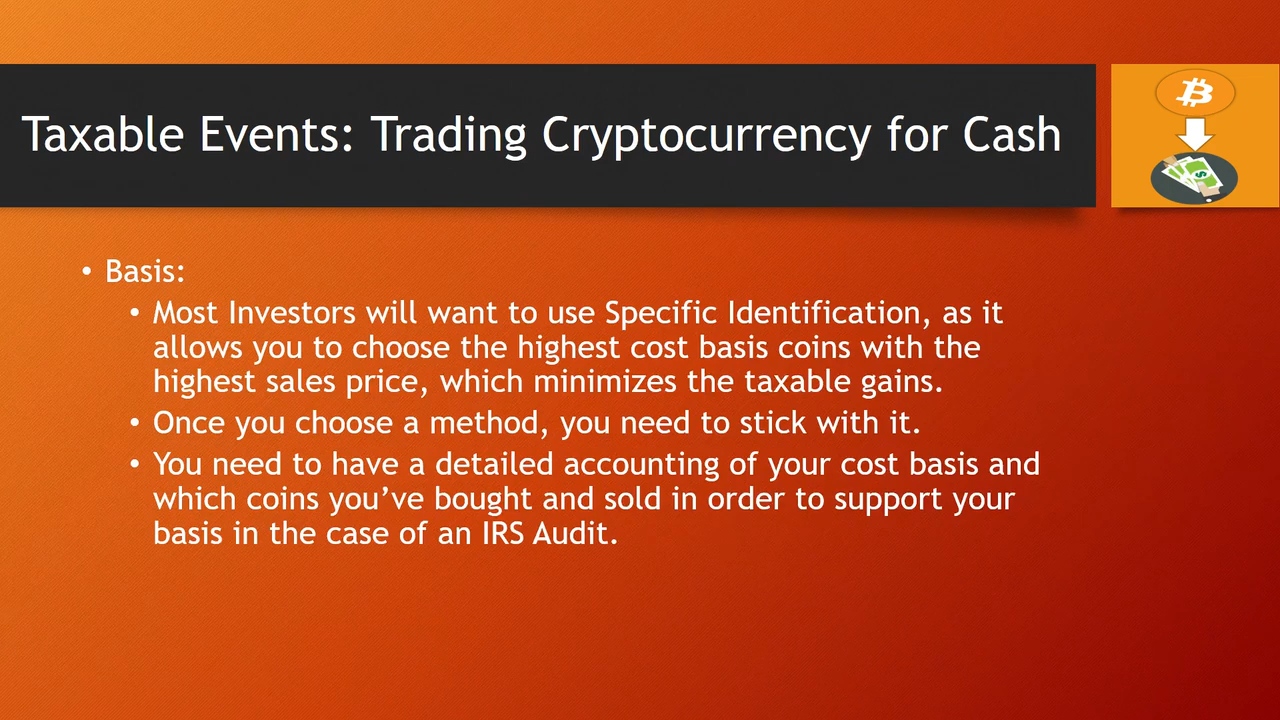 Taxable Events: Trading Cryptocurrency for Cash
• Basis:
• Most Investors will want to use Specific Identification, as it
allows you to choose the highest cost basis coins with the
highest sales price, which minimizes the taxable gains.
• Once you choose a method, you need to stick with it.
• You need to have a detailed accounting of your cost basis and
which coins you’ve bought and sold in order to support your
basis in the case of an IRS Audit.